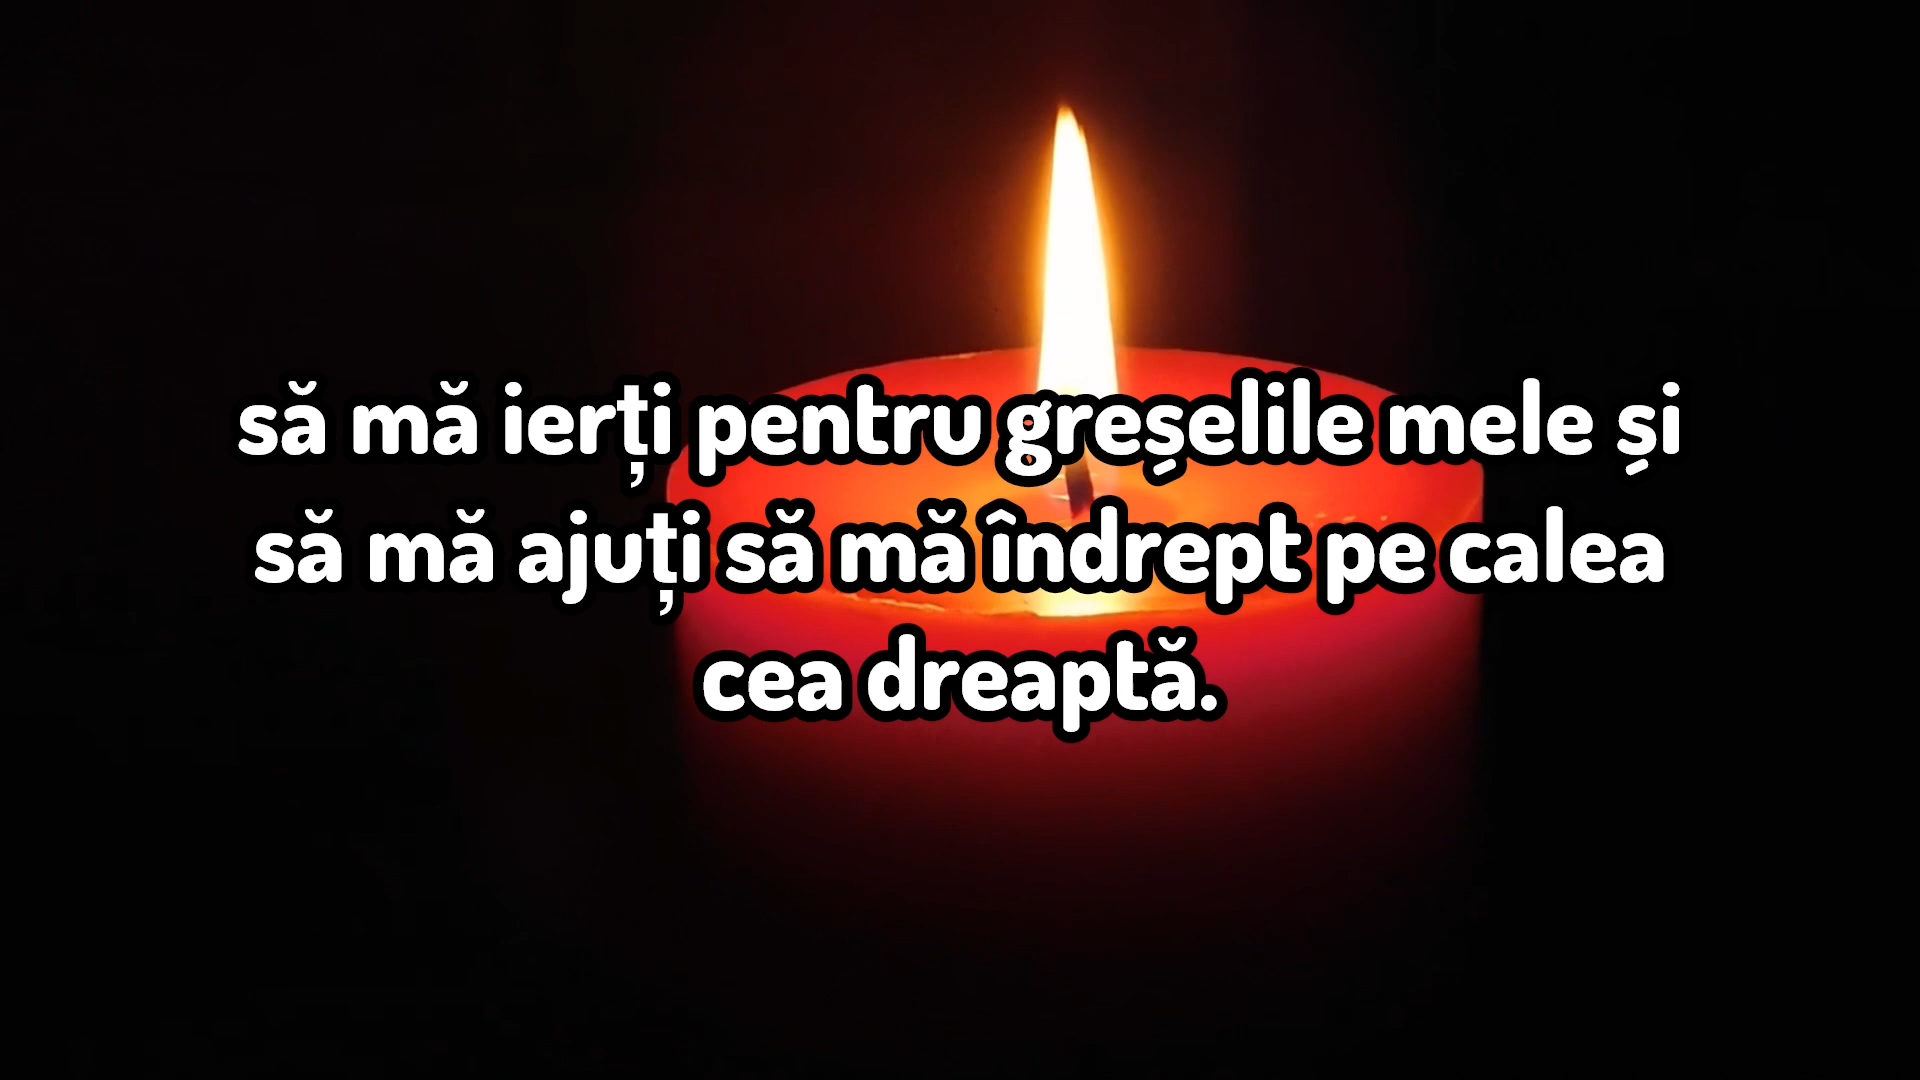 să mă ierți pentru greșelile mele și
să mă ajuți să mă îndrept pe calea
cea dreaptă.